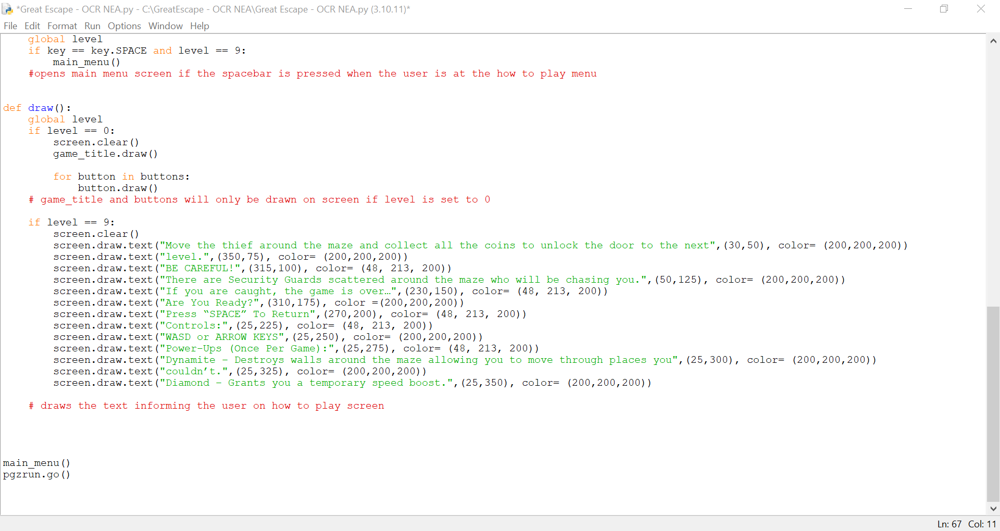 *Great Escape - OCR NEA.py - C:\GreatEscape - OCR NEA\Great Escape - OCR NEA.py (3.10.11)*
File Edit Format Run Options Window Help
    global level
    if key == key.SPACE and level == 9:
        main_menu()
    #opens main menu screen if the spacebar is pressed when the user is at the how to play menu
def draw():
    global level
    if level == 0:
        screen.clear()
        game_title.draw()
        for button in buttons:
            button.draw()
    # game_title and buttons will only be drawn on screen if level is set to 0
    if level == 9:
        screen.clear()
        screen.draw.text("Move the thief around the maze and collect all the coins to unlock the door to the next",(30,50), color= (200,200,200))
        screen.draw.text("level.",(350,75), color= (200,200,200))
        screen.draw.text("BE CAREFUL!",(315,100), color= (48, 213, 200))
        screen.draw.text("There are Security Guards scattered around the maze who will be chasing you.",(50,125), color= (200,200,200))
        screen.draw.text("If you are caught, the game is over…",(230,150), color= (48, 213, 200))
        screen.draw.text("Are You Ready?",(310,175), color =(200,200,200))
        screen.draw.text("Press “SPACE” To Return",(270,200), color= (48, 213, 200))
        screen.draw.text("Controls:",(25,225), color= (48, 213, 200))
        screen.draw.text("WASD or ARROW KEYS",(25,250), color= (200,200,200))
        screen.draw.text("Power-Ups (Once Per Game):",(25,275), color= (48, 213, 200))
        screen.draw.text("Dynamite – Destroys walls around the maze allowing you to move through places you",(25,300), color= (200,200,200))
        screen.draw.text("couldn’t.",(25,325), color= (200,200,200))
        screen.draw.text("Diamond – Grants you a temporary speed boost.",(25,350), color= (200,200,200))
    # draws the text informing the user on how to play screen
main_menu()
pgzrun.go()
Ln: 67 Col: 11